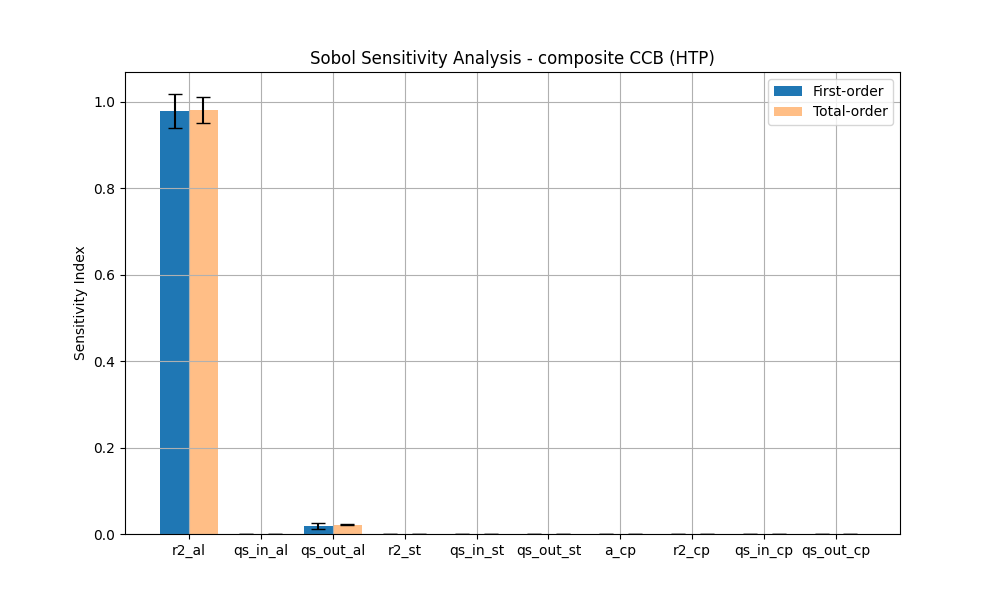 Sobol Sensitivity Analysis - composite CCB (HTP)
First-order
Total-order
Sensitivity Index
1.0
0.8
0.6
0.4
0.2
0.0
r2_al qs_in_al qs_out_al r2_st qs_in_st qs_out_st a_cp r2_cp qs_in_cp qs_out_cp